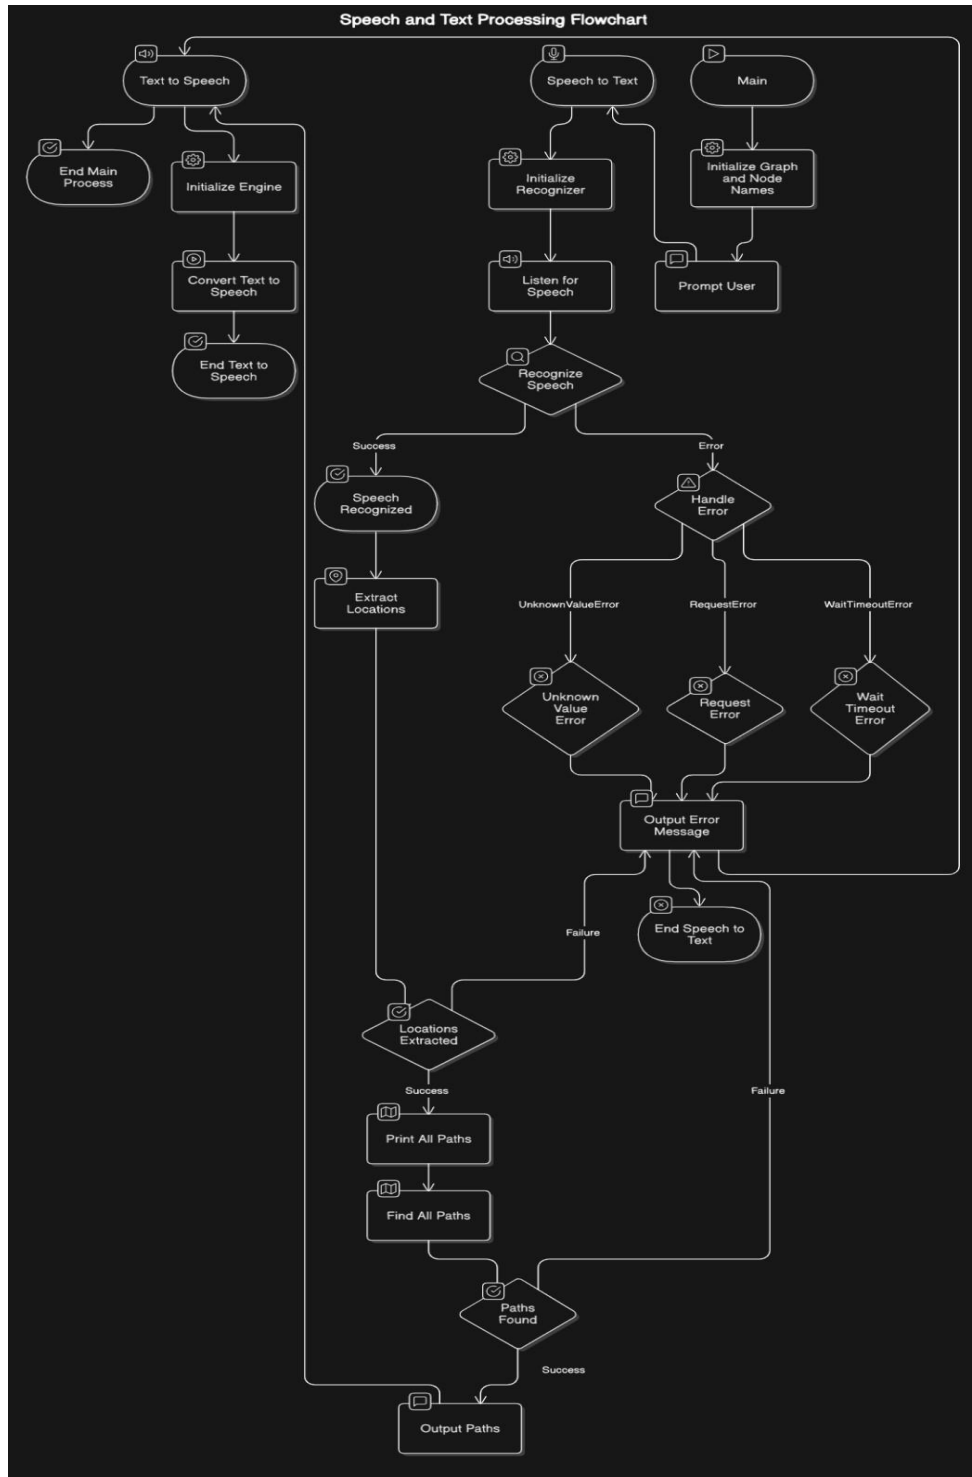 Speech and Text Processing Flowchart
Text to Speech
Speech to Text
Main
End Main
Process
Initialize Engine
Initialize
Recognizer
Initialize Graph
and Node
Names
Convert Text to
Speech
Listen for
Speech
Prompt User
End Text to
Speech
Recognize
Speech
Success
Error
Speech
Recognized
Handle
Error
Extract
Locations
UnknownValueError
RequestError
WaitTimeoutError
Unknown
Value
Error
Request
Error
Wait
Timeout
Error
Output Error
Message
Failure
End Speech to
Text
Locations
Extracted
Success
Failure
Print All Paths
Find All Paths
Paths
Found
Success
Output Paths